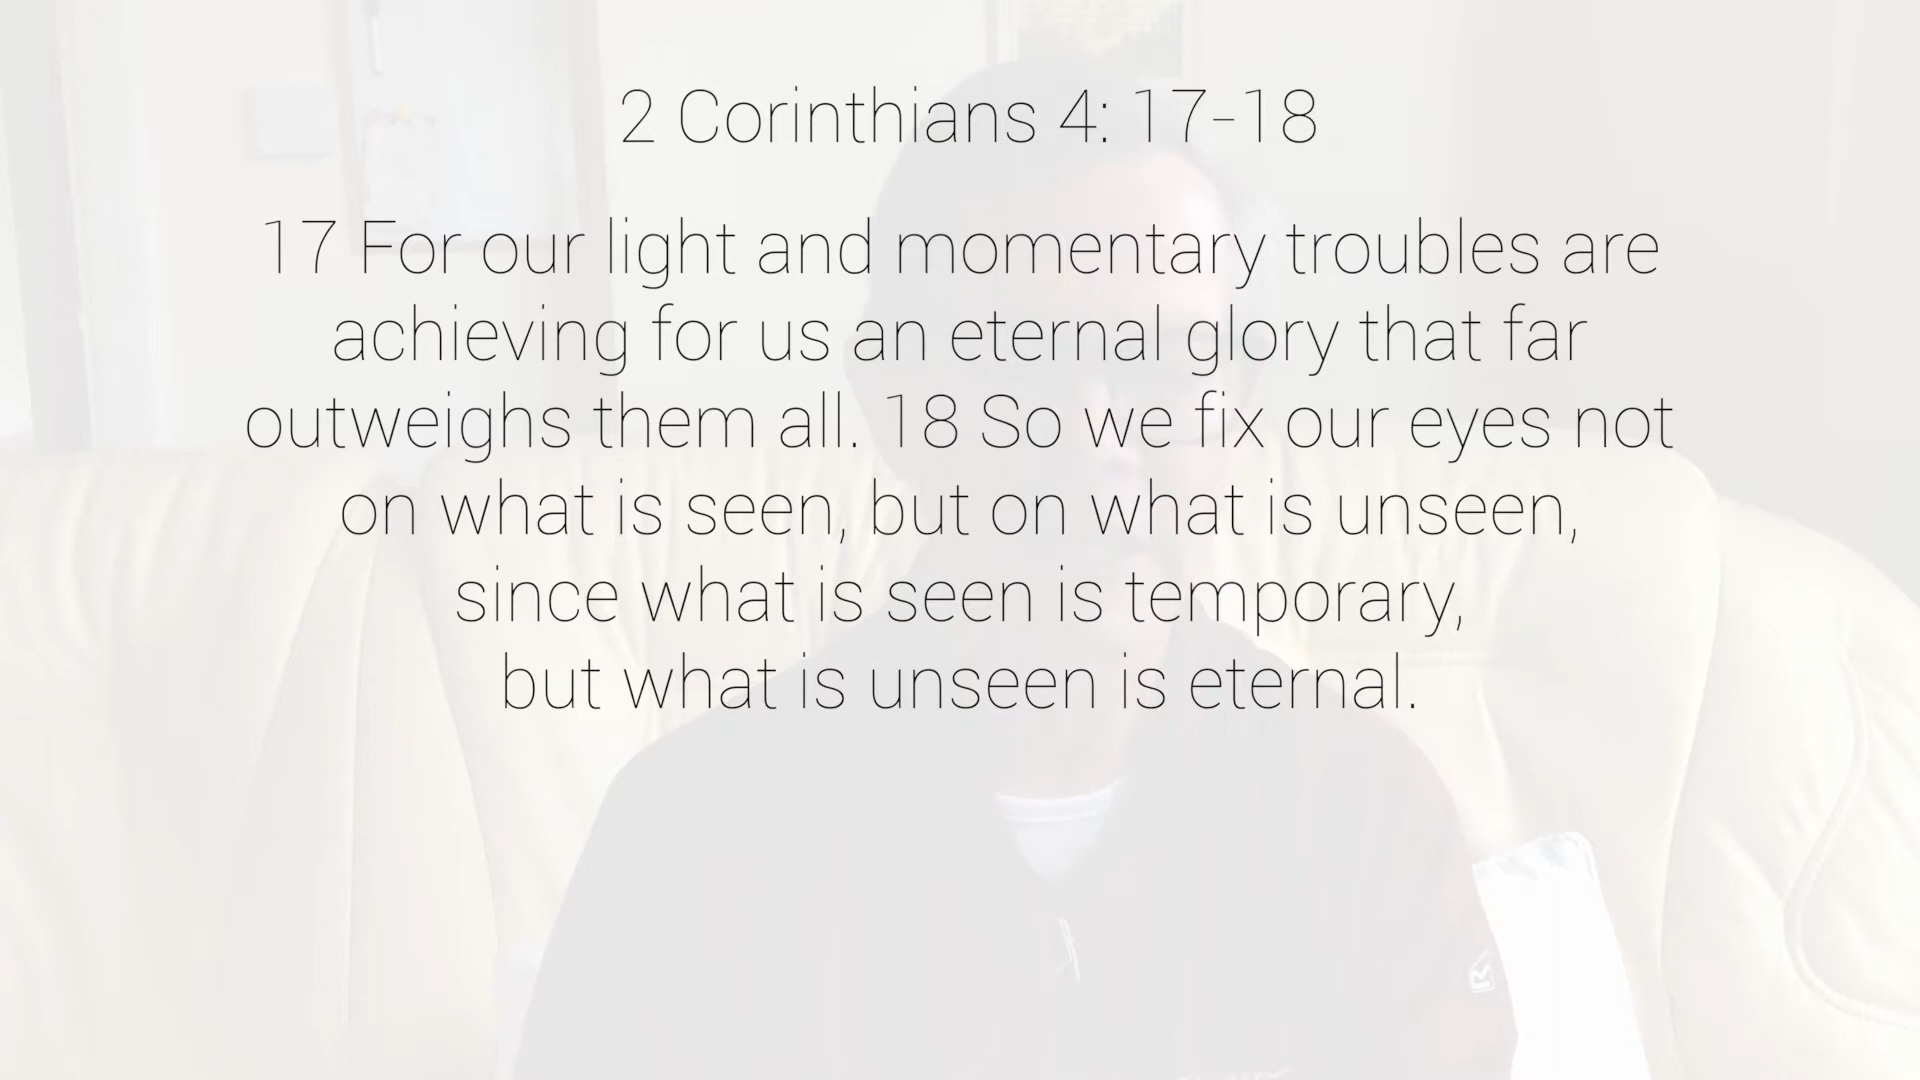 2 Corinthians 4: 17-18
17 For our light and momentary troubles are
achieving for us an eternal glory that far
outweighs them all. 18 So we fix our eyes not
on what is seen, but on what is unseen,
since what is seen is temporary,
but what is unseen is eternal.